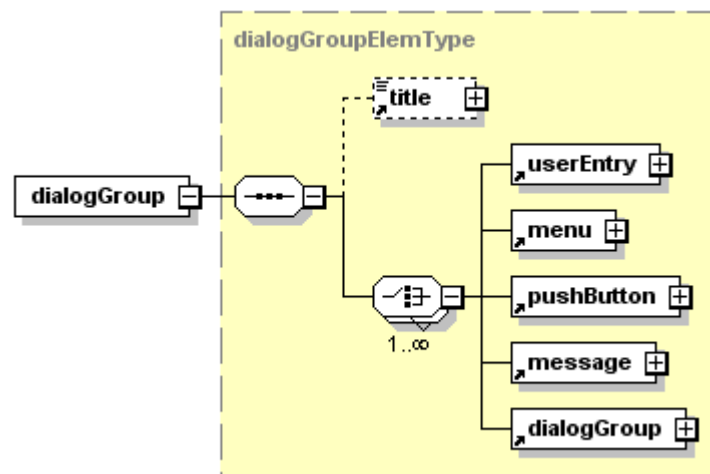 dialogGroupElemType
title
dialogGroup
userEntry
menu
pushButton
1..∞
message
dialogGroup